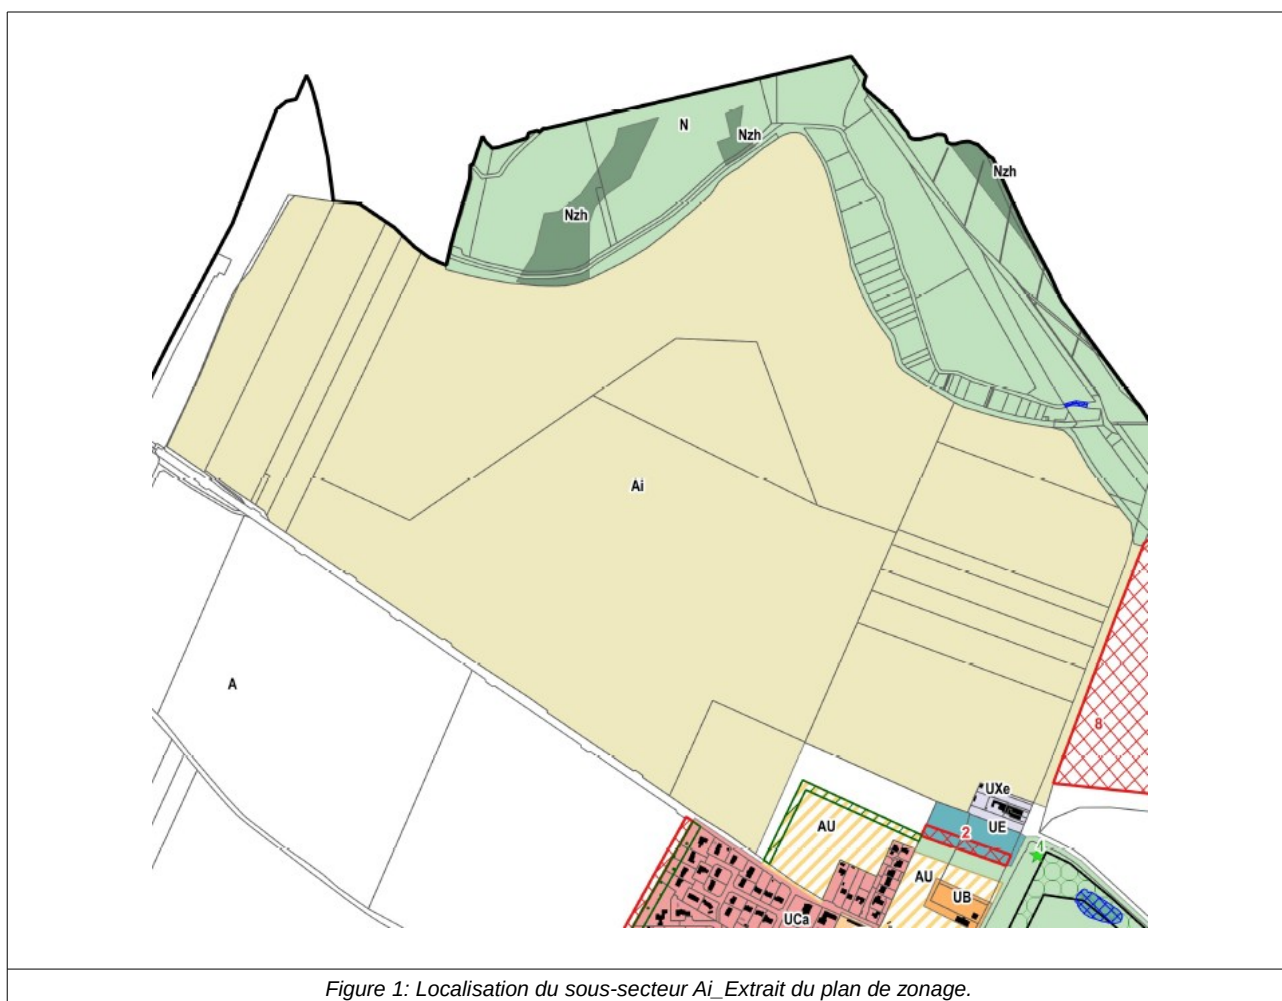 N
Nzh
Nzh
Nzh
Ai
A
8
UXe
UE
2
AU
4
AU
UB
UCa
Figure 1: Localisation du sous-secteur Ai_Extrait du plan de zonage.